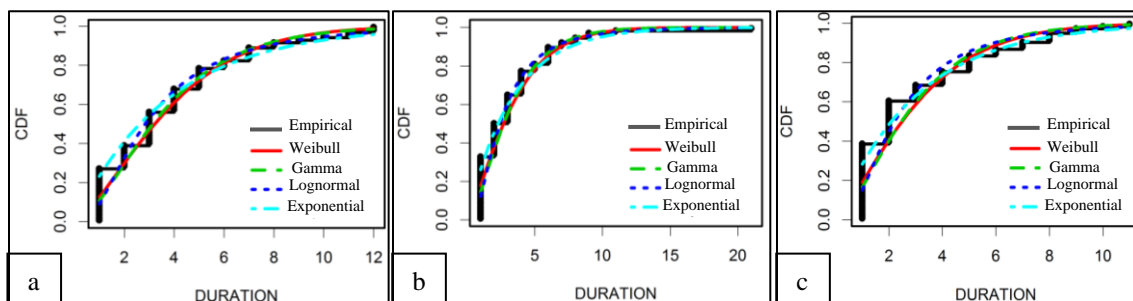 CDF
1.0
0.8
0.6
0.4
0.2
0.0
Empirical
Weibull
Gamma
Lognormal
Exponential
2 4 6 8 10 12
DURATION
a
CDF
1.0
0.8
0.6
0.4
0.2
0.0
Empirical
Weibull
Gamma
Lognormal
Exponential
5 10 15 20
DURATION
b
CDF
1.0
0.8
0.6
0.4
0.2
0.0
Empirical
Weibull
Gamma
Lognormal
Exponential
2 4 6 8 10
DURATION
c